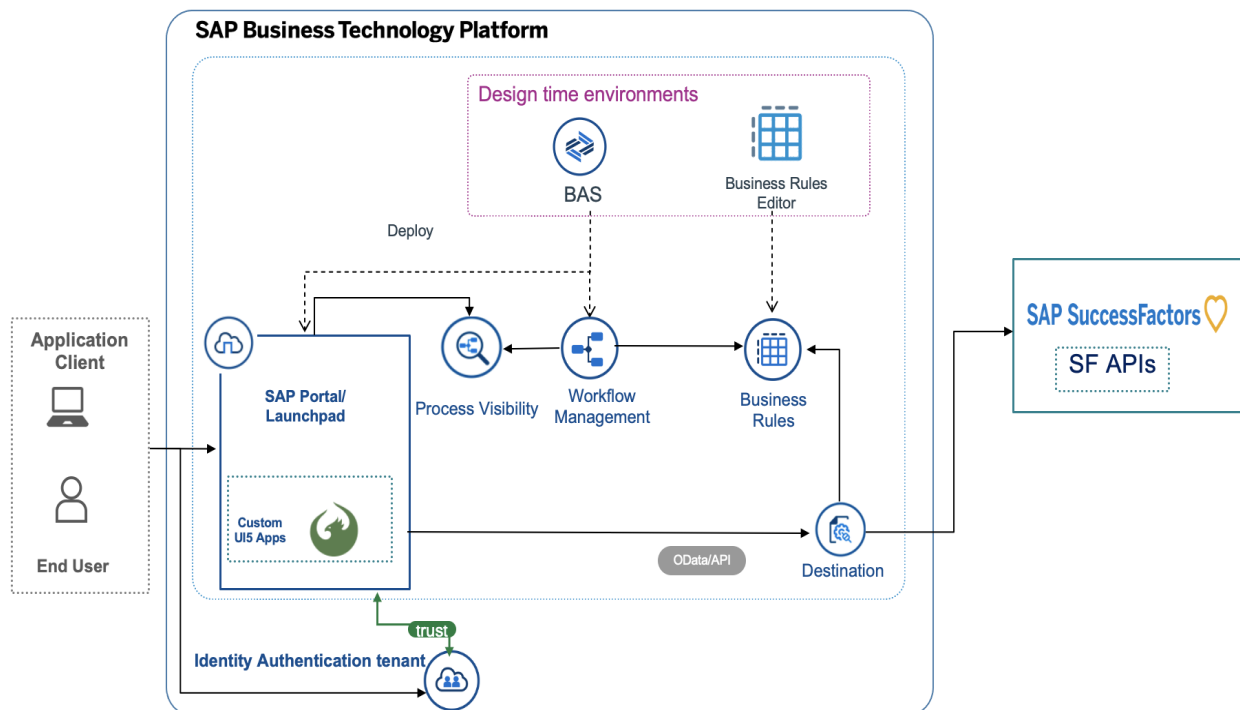 SAP Business Technology Platform
Design time environments
BAS
Business Rules
Editor
Deploy
Application
Client
End User
SAP Portal/
Launchpad
Custom
UI5 Apps
Process Visibility
Workflow
Management
Business
Rules
OData/API
Destination
SAP SuccessFactors
SF APIs
trust
Identity Authentication tenant